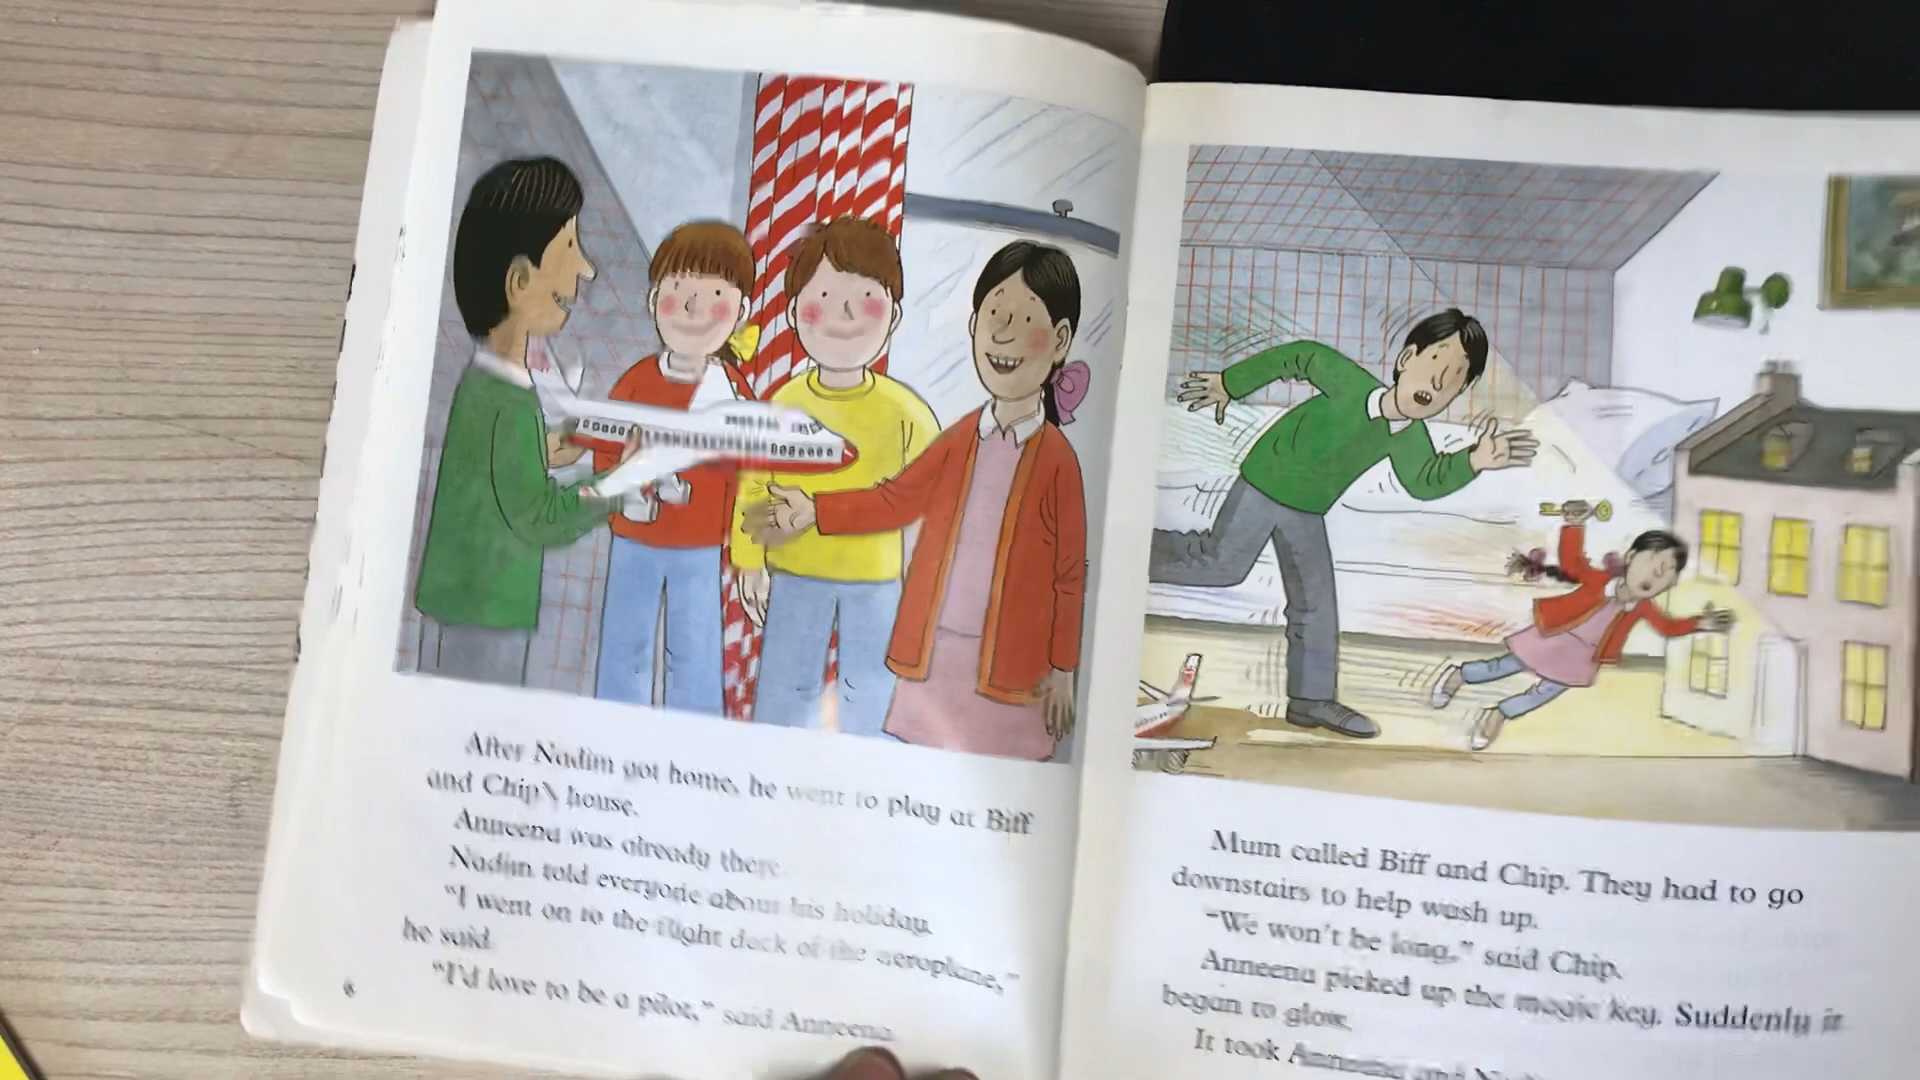 After Nadim got home, he went to play at Biff
and Chip's house.
Anneena was already there.
Nadim told everyone about his holiday.
"I went on to the flight deck of the aeroplane,"
he said.
"I'd love to be a pilot," said Anneena.
6
Mum called Biff and Chip. They had to go
downstairs to help wash up.
"We won't be long," said Chip.
Anneena picked up the magic key. Suddenly it
began to glow.
It took Anneena and